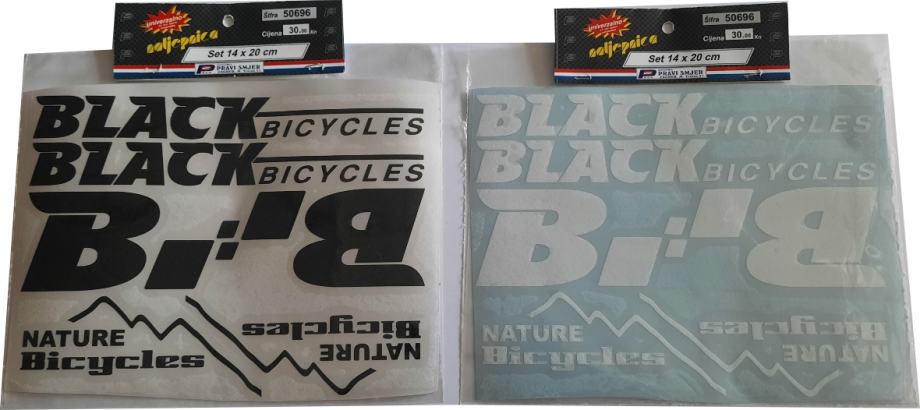 univerzalno
naljepnica
Šifra 50696
Cijena 30.00 Kn
Set 14 x 20 cm
PRAVI SMJER
BLACK BICYCLES
BLACK BICYCLES
B B
NATURE
Bicycles
NATURE
Bicycles
univerzalno
naljepnica
Šifra 50696
Cijena 30.00 Kn
Set 14 x 20 cm
PRAVI SMJER
BLACK BICYCLES
BLACK BICYCLES
B B
NATURE
Bicycles
NATURE
Bicycles